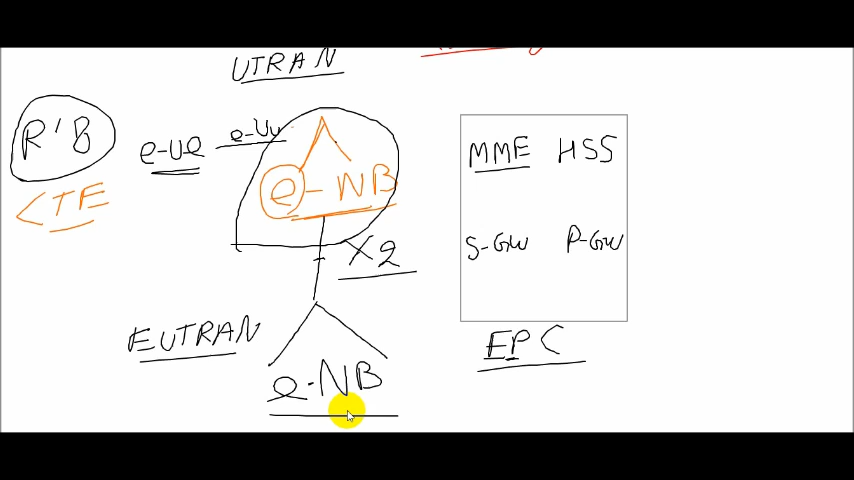 UTRAN
R'8
e-UE
e-Uu
LTE
e-NB
X2
MME HSS
S-GW P-GW
EUTRAN
EPC
e-NB